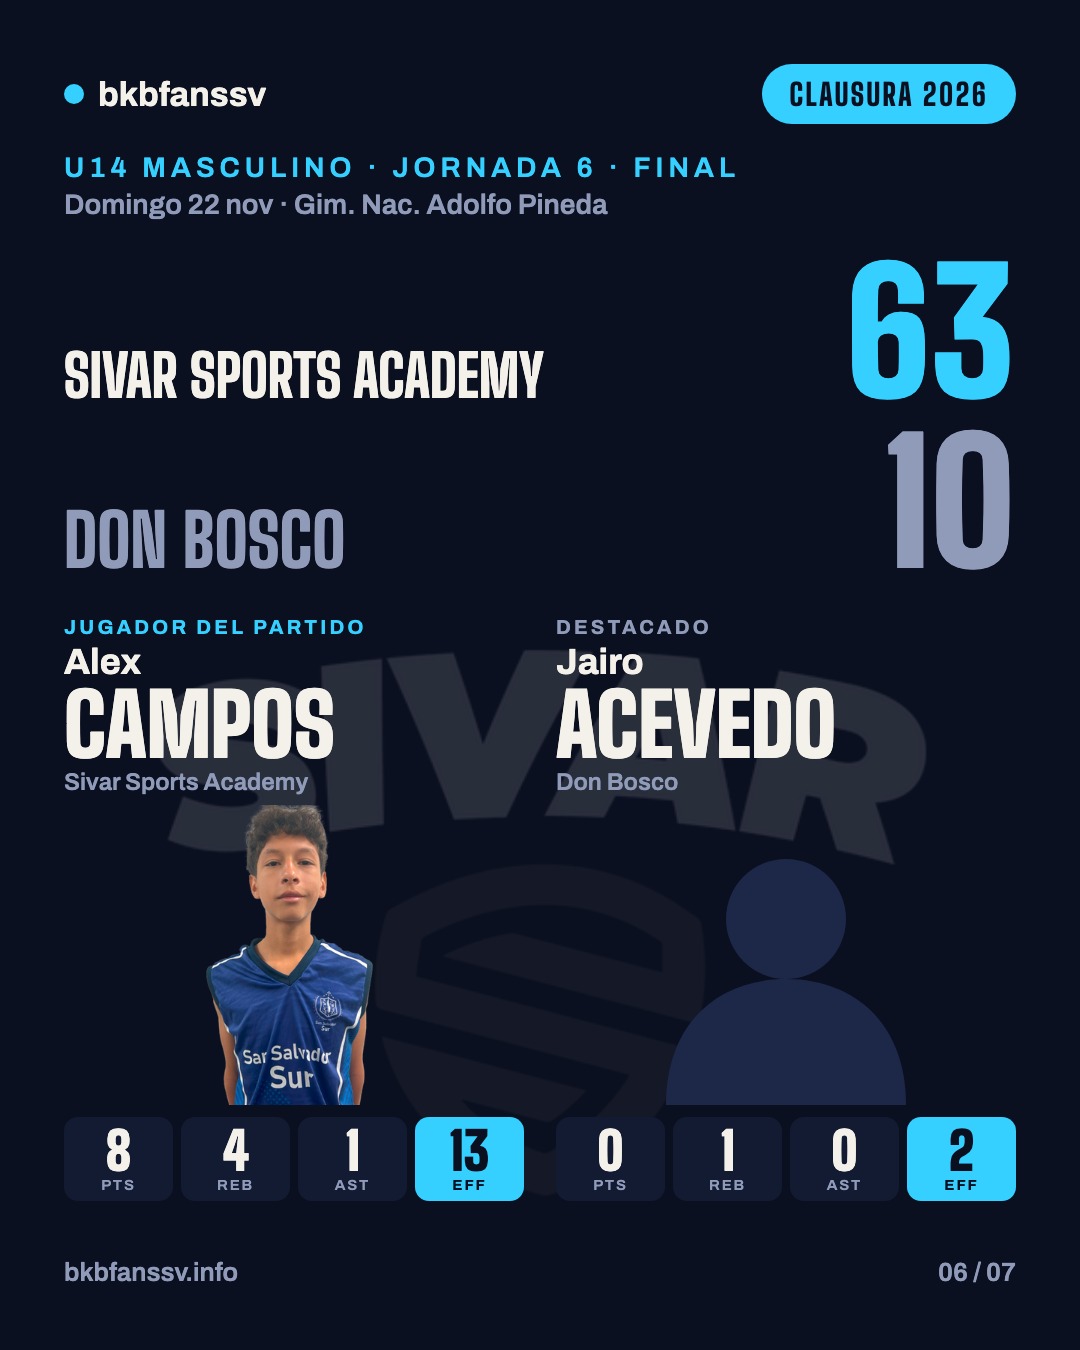 bkbfanssv
CLAUSURA 2026
U14 MASCULINO · JORNADA 6 · FINAL
Domingo 22 nov · Gim. Nac. Adolfo Pineda
63
SIVAR SPORTS ACADEMY
10
DON BOSCO
JUGADOR DEL PARTIDO
Alex
CAMPOS
Sivar Sports Academy
DESTACADO
Jairo
ACEVEDO
Don Bosco
SIVAR
San Salvador
Sur
8 4 1 13
PTS REB AST EFF
0 1 0 2
PTS REB AST EFF
bkbfanssv.info
06 / 07